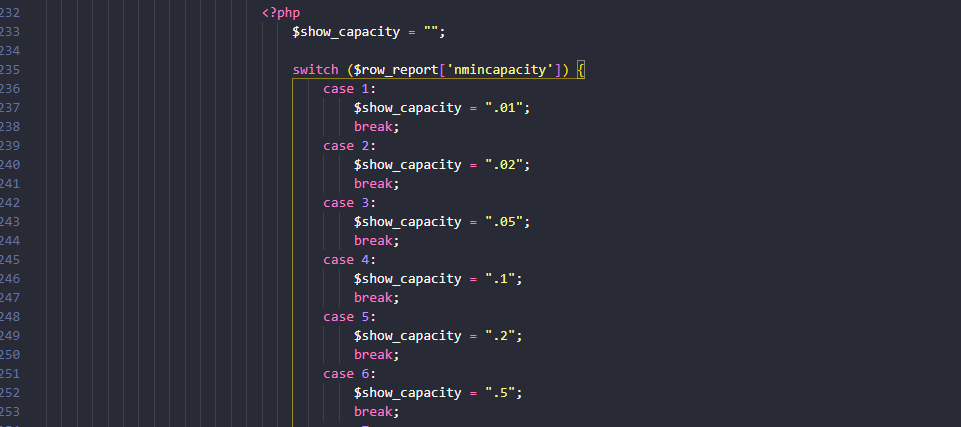 232 <?php
233 $show_capacity = "";
234
235 switch ($row_report['nmincapacity']) {
236 case 1:
237 $show_capacity = ".01";
238 break;
239 case 2:
240 $show_capacity = ".02";
241 break;
242 case 3:
243 $show_capacity = ".05";
244 break;
245 case 4:
246 $show_capacity = ".1";
247 break;
248 case 5:
249 $show_capacity = ".2";
250 break;
251 case 6:
252 $show_capacity = ".5";
253 break;